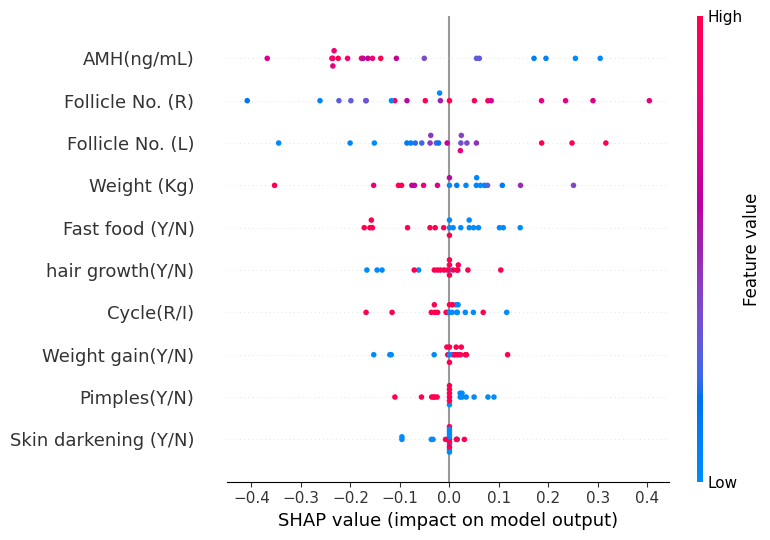 High
AMH(ng/mL)
Follicle No. (R)
Follicle No. (L)
Weight (Kg)
Fast food (Y/N)
hair growth(Y/N)
Cycle(R/I)
Weight gain(Y/N)
Pimples(Y/N)
Skin darkening (Y/N)
Feature value
Low
−0.4 −0.3 −0.2 −0.1 0.0 0.1 0.2 0.3 0.4
SHAP value (impact on model output)